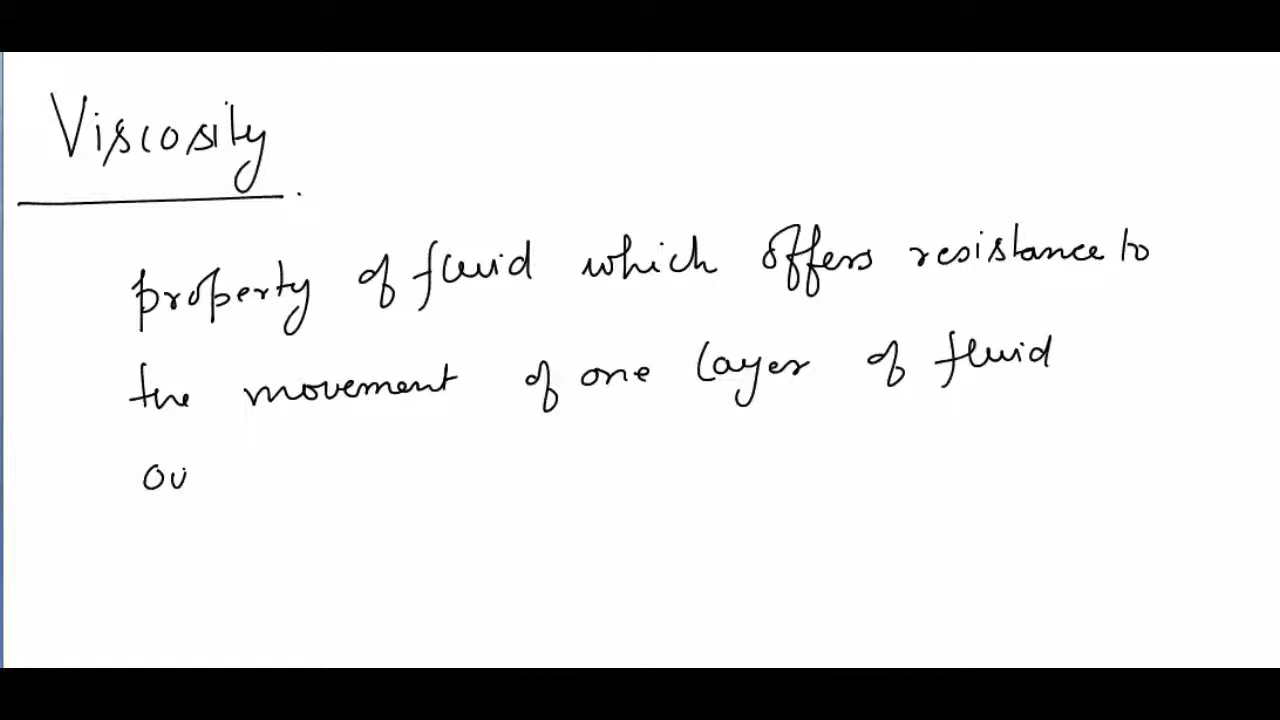 Viscosity
property of fluid which offers resistance to
the movement of one layer of fluid
ov